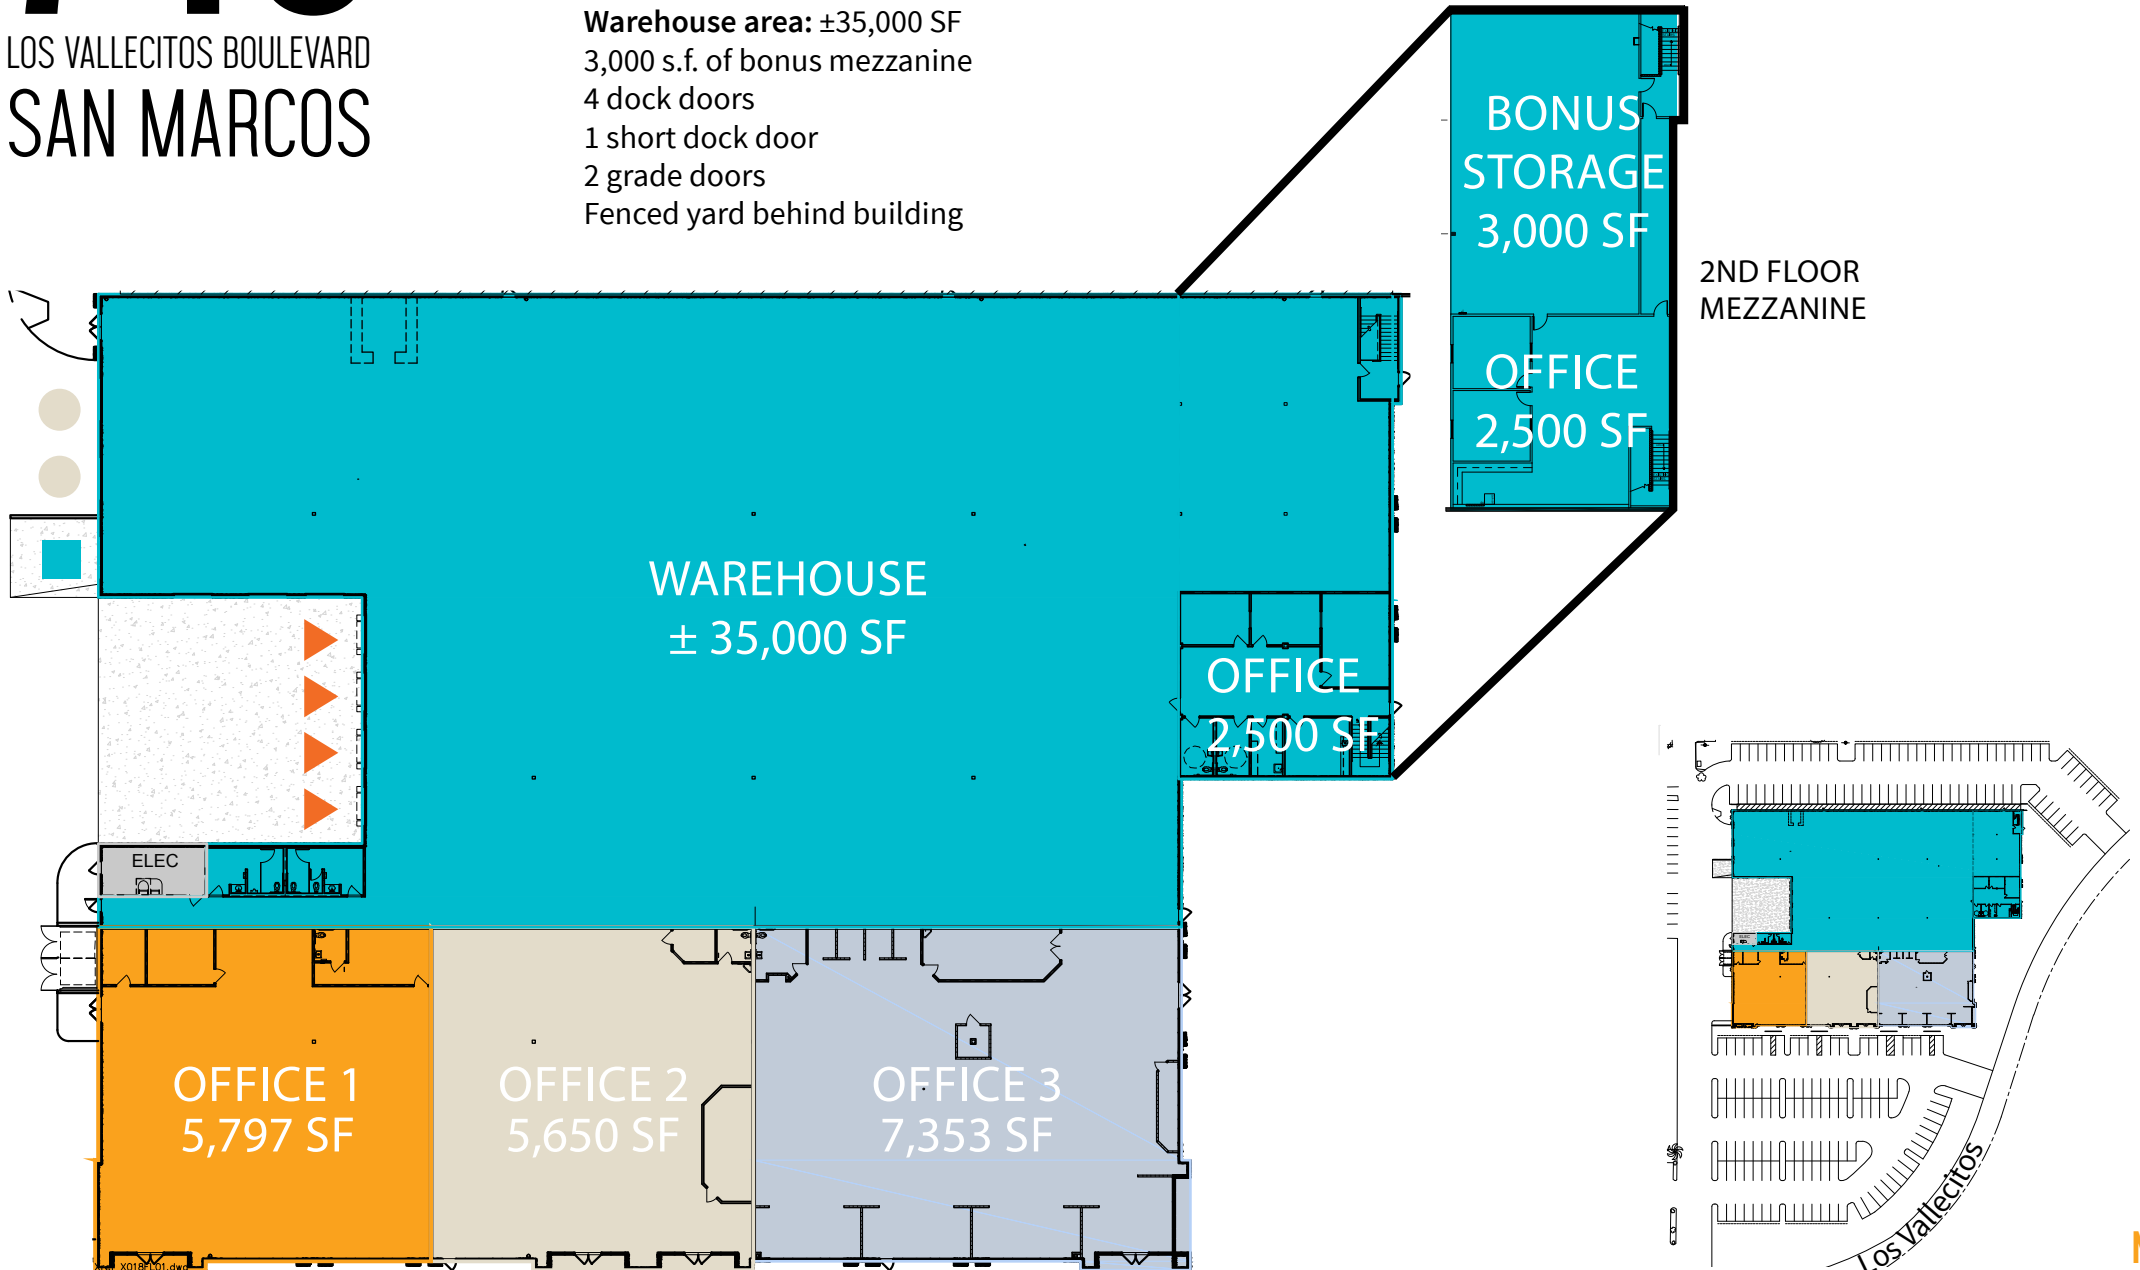 LOS VALLECITOS BOULEVARD
SAN MARCOS
Warehouse area: ±35,000 SF
3,000 s.f. of bonus mezzanine
4 dock doors
1 short dock door
2 grade doors
Fenced yard behind building
BONUS
STORAGE
3,000 SF
2ND FLOOR
MEZZANINE
OFFICE
2,500 SF
WAREHOUSE
± 35,000 SF
OFFICE
2,500 SF
ELEC
OFFICE 1
5,797 SF
OFFICE 2
5,650 SF
OFFICE 3
7,353 SF
Los Vallecitos